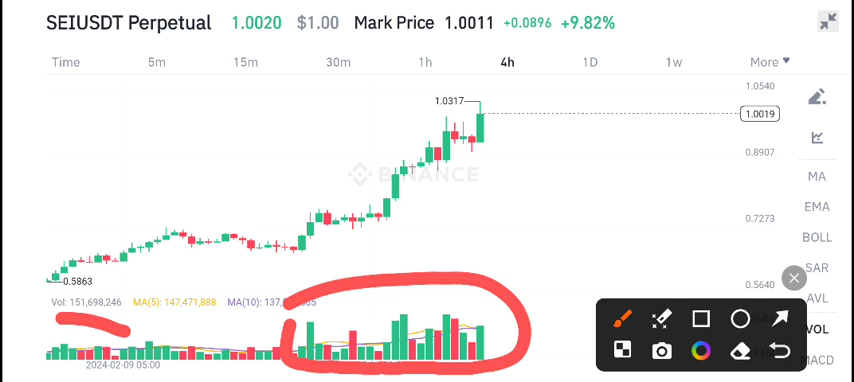 SEIUSDT Perpetual 1.0020 $1.00 Mark Price 1.0011 +0.0896 +9.82%
Time 5m 15m 30m 1h 4h 1D 1w More
1.0540
1.0317
1.0019
0.8907
BINANCE
MA
EMA
0.7273
BOLL
SAR
0.5863
0.5640
AVL
Vol: 151,698,246 MA(5): 147,471,888 MA(10):
VOL
MACD
2024-02-09 05:00